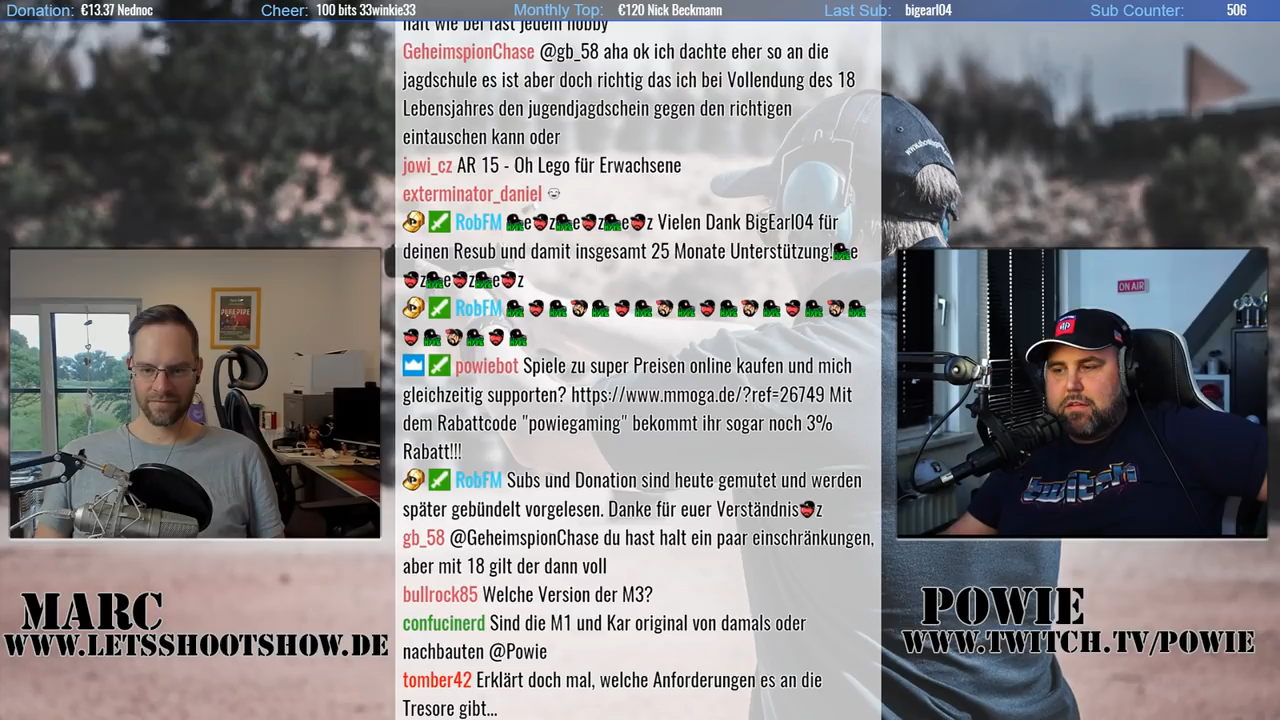 Donation: €13.37 Nednoc Cheer: 100 bits 33winkie33 Monthly Top: €120 Nick Beckmann Last Sub: bigearl04 Sub Counter: 506
halt wie bei fast jedem hobby
GeheimspionChase @gb_58 aha ok ich dachte eher so an die
jagdschule es ist aber doch richtig das ich bei Vollendung des 18
Lebensjahres den jugendjagdschein gegen den richtigen
eintauschen kann oder
jowi_cz AR 15 - Oh Lego für Erwachsene
exterminator_daniel
RobFM e z e z e z Vielen Dank BigEarl04 für
deinen Resub und damit insgesamt 25 Monate Unterstützung! e
z e z e z
RobFM
powiebot Spiele zu super Preisen online kaufen und mich
gleichzeitig supporten? https://www.mmoga.de/?ref=26749 Mit
dem Rabattcode "powiegaming" bekommt ihr sogar noch 3%
Rabatt!!!
RobFM Subs und Donation sind heute gemutet und werden
später gebündelt vorgelesen. Danke für euer Verständnis z
gb_58 @GeheimspionChase du hast halt ein paar einschränkungen,
aber mit 18 gilt der dann voll
bullrock85 Welche Version der M3?
confucinerd Sind die M1 und Kar original von damals oder
nachbauten @Powie
tomber42 Erklärt doch mal, welche Anforderungen es an die
Tresore gibt...
ON AIR
twitch
MARC
WWW.LETSSHOOTSHOW.DE
POWIE
WWW.TWITCH.TV/POWIE